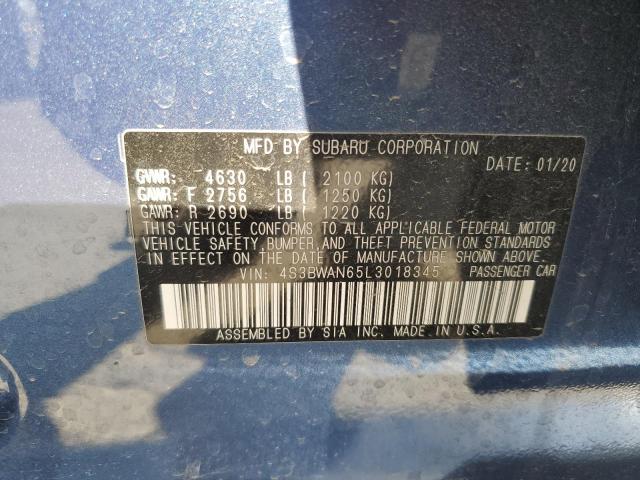 MFD BY SUBARU CORPORATION
DATE: 01/20
GVWR: 4630 LB ( 2100 KG)
GAWR: F 2756 LB ( 1250 KG)
GAWR: R 2690 LB ( 1220 KG)
THIS VEHICLE CONFORMS TO ALL APPLICABLE FEDERAL MOTOR
VEHICLE SAFETY, BUMPER, AND THEFT PREVENTION STANDARDS
IN EFFECT ON THE DATE OF MANUFACTURE SHOWN ABOVE.
VIN: 4S3BWAN65L3018345 PASSENGER CAR
ASSEMBLED BY SIA INC. MADE IN U.S.A.